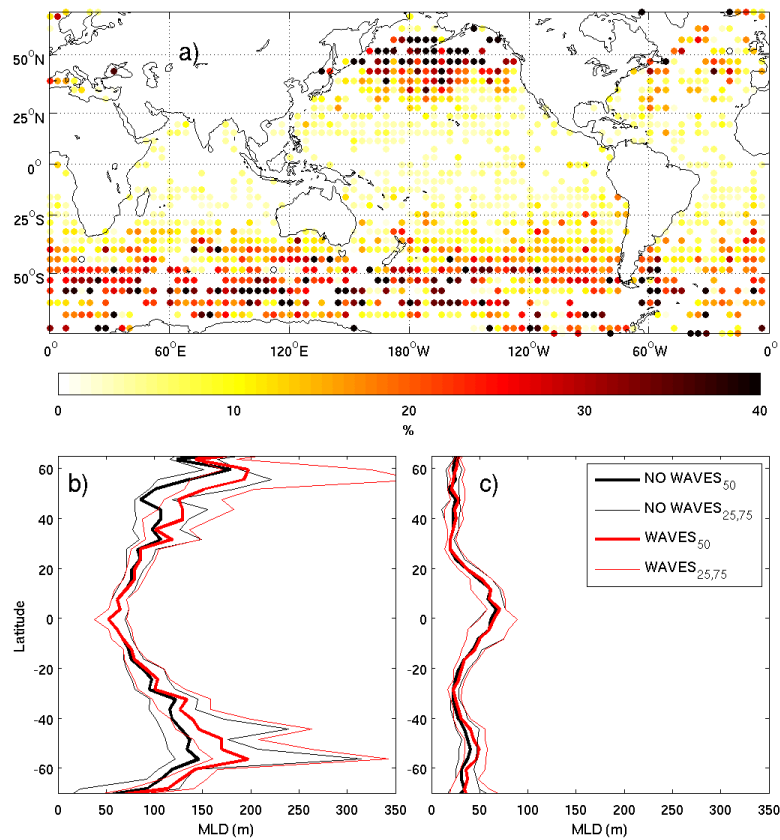 a)
50°N
25°N
0°
25°S
50°S
0° 60°E 120°E 180°W 120°W 60°W 0°
0 10 20 30 40
%
b)
60
40
20
0
-20
-40
-60
Latitude
0 50 100 150 200 250 300 350
MLD (m)
c)
NO WAVES50
NO WAVES25,75
WAVES50
WAVES25,75
60
40
20
0
-20
-40
-60
0 50 100 150 200 250 300 350
MLD (m)